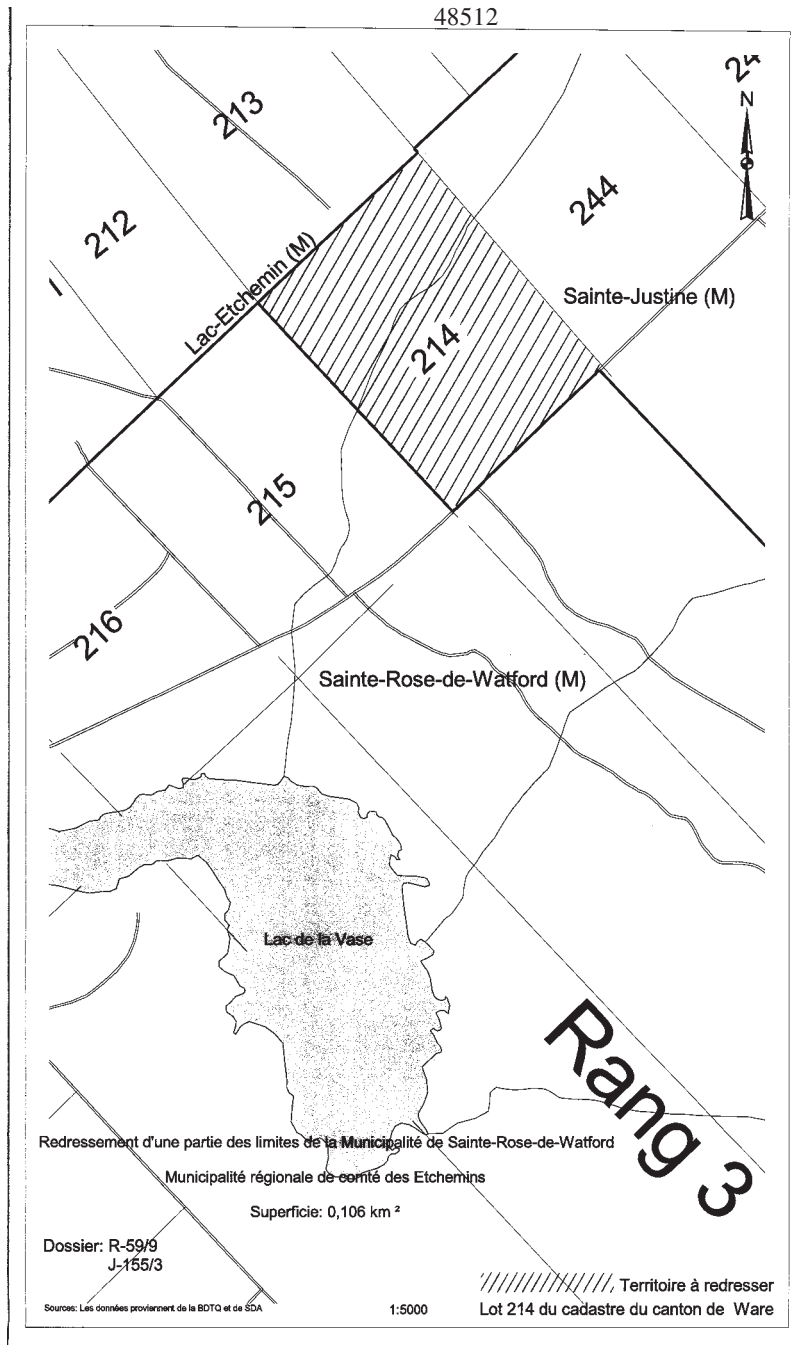 48512
24
N
213
244
212
Lac-Etchemin (M)
Sainte-Justine (M)
214
215
216
Sainte-Rose-de-Watford (M)
Lac de la Vase
Rang 3
Redressement d'une partie des limites de la Municipalité de Sainte-Rose-de-Watford
Municipalité régionale de comté des Etchemins
Superficie: 0,106 km ²
Dossier: R-59/9
J-155/3
Territoire à redresser
Sources: Les données proviennent de la BDTQ et de SDA
1:5000
Lot 214 du cadastre du canton de Ware